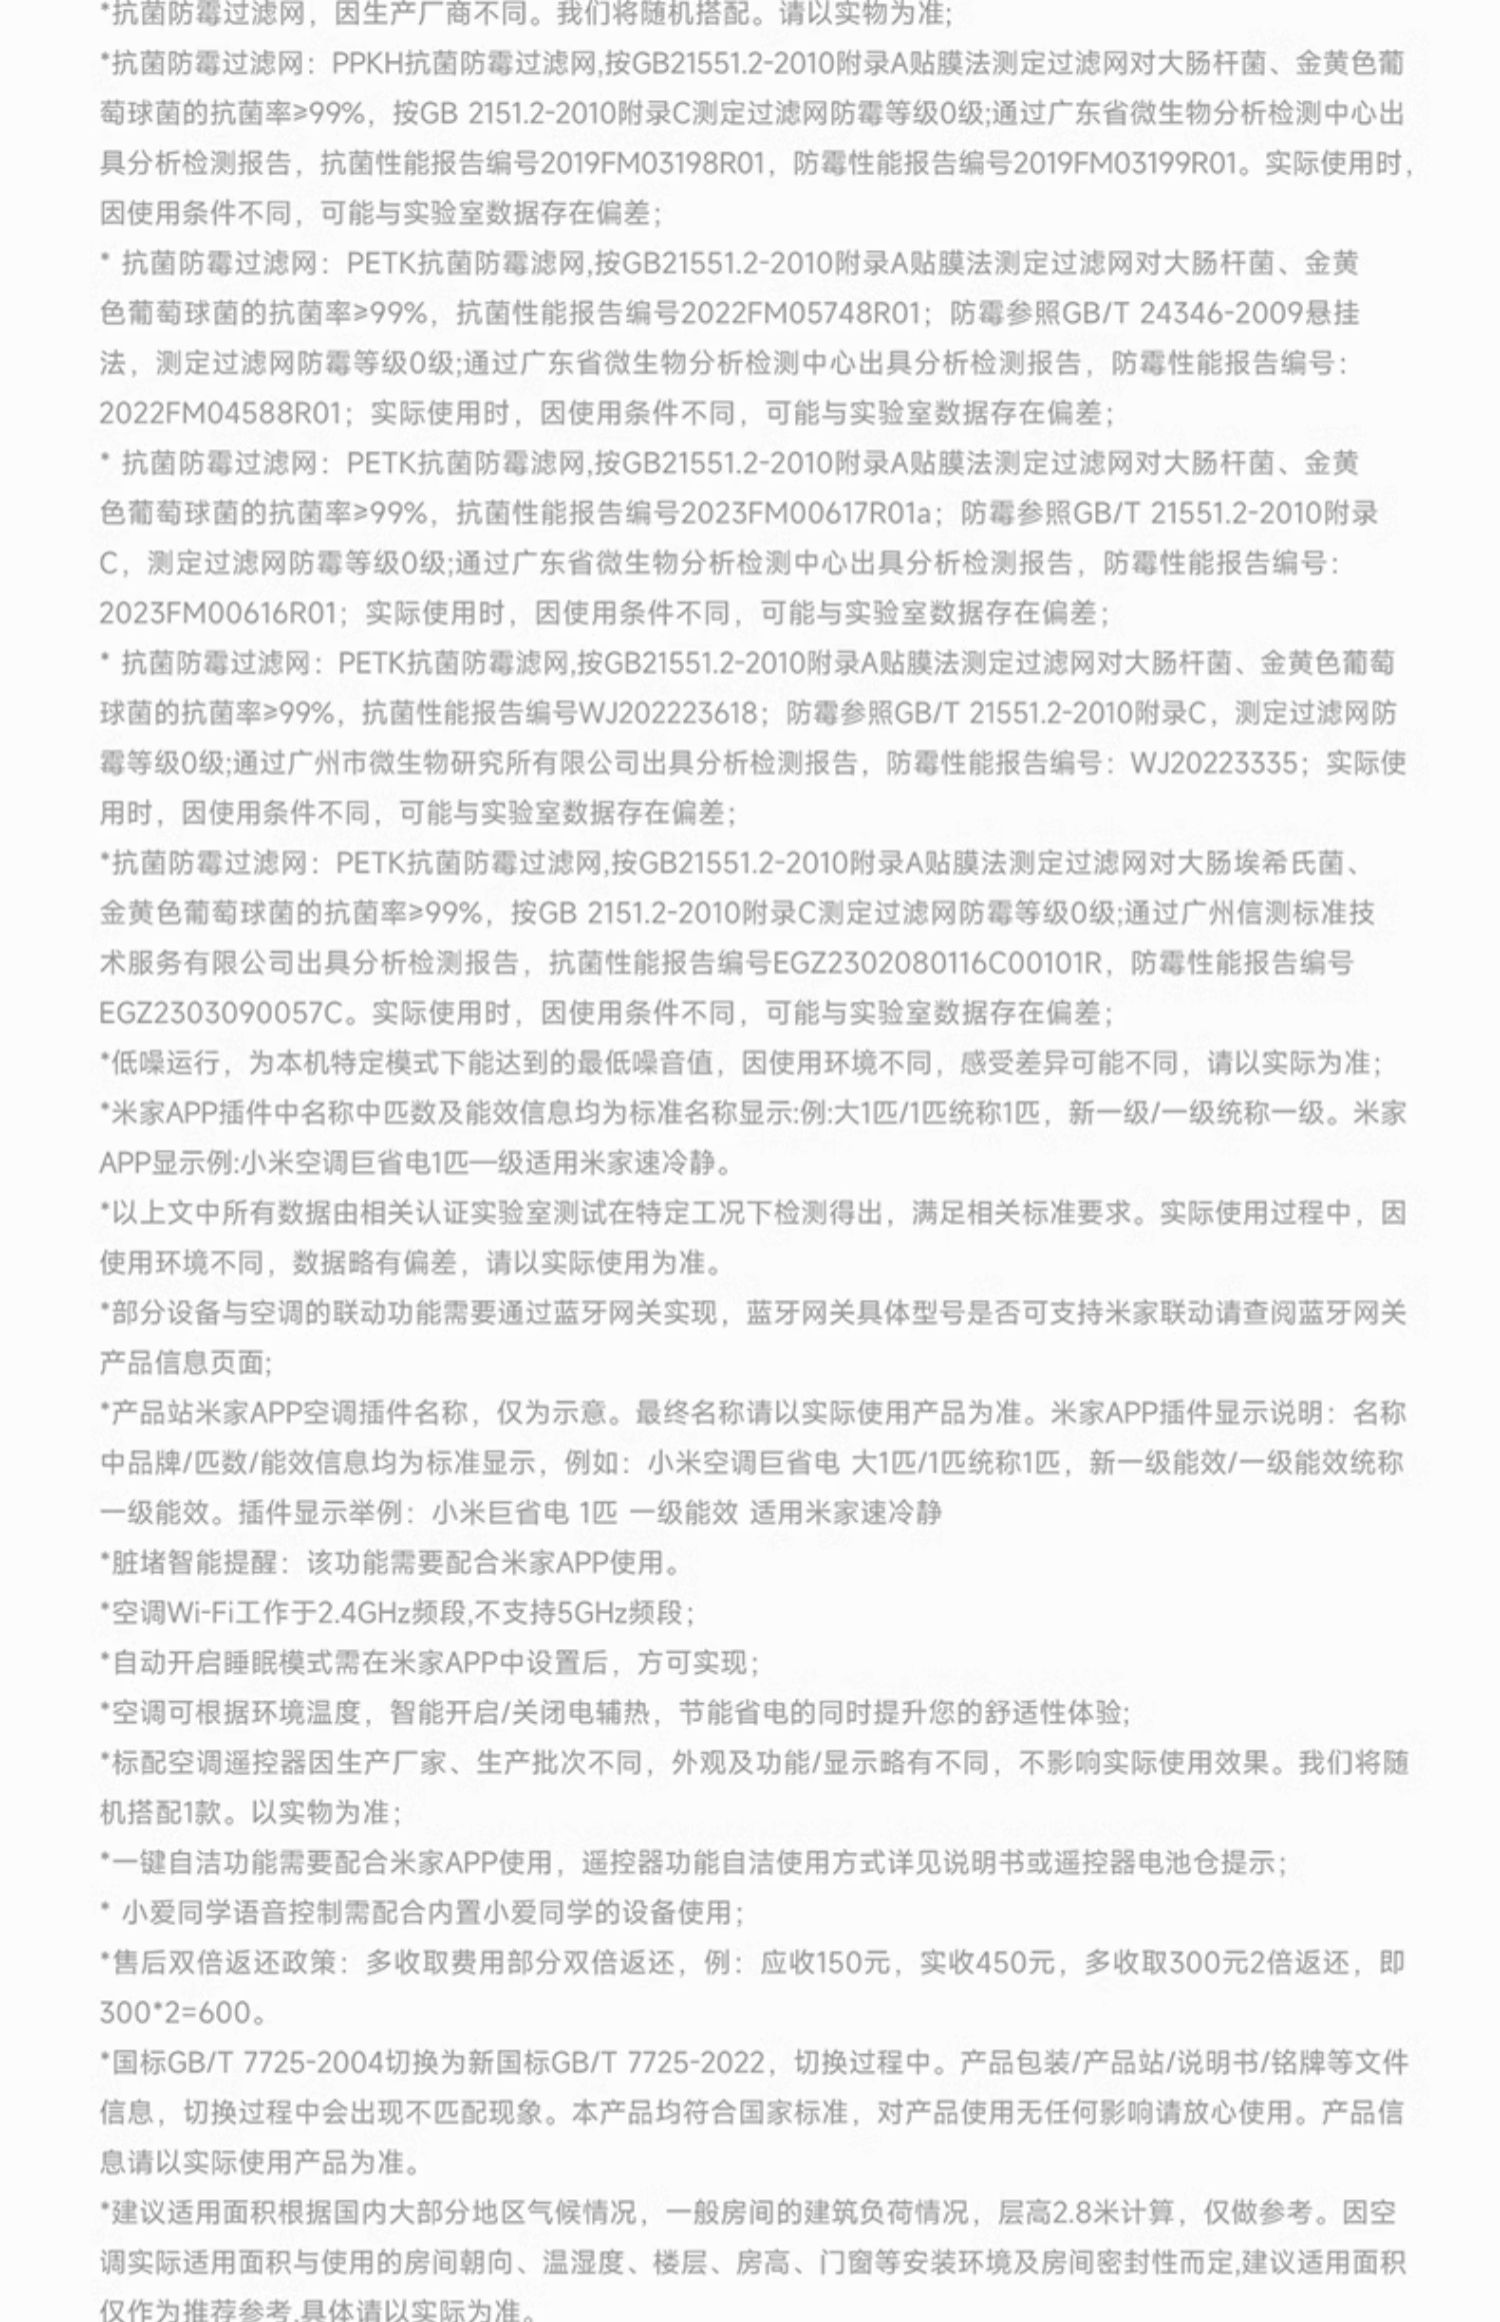 *抗菌防霉过滤网，因生产厂商不同。我们将随机搭配。请以实物为准;
*抗菌防霉过滤网：PPKH抗菌防霉过滤网,按GB21551.2-2010附录A贴膜法测定过滤网对大肠杆菌、金黄色葡
萄球菌的抗菌率≥99%，按GB 2151.2-2010附录C测定过滤网防霉等级0级;通过广东省微生物分析检测中心出
具分析检测报告，抗菌性能报告编号2019FM03198R01，防霉性能报告编号2019FM03199R01。实际使用时，
因使用条件不同，可能与实验室数据存在偏差；
* 抗菌防霉过滤网：PETK抗菌防霉滤网,按GB21551.2-2010附录A贴膜法测定过滤网对大肠杆菌、金黄
色葡萄球菌的抗菌率≥99%，抗菌性能报告编号2022FM05748R01；防霉参照GB/T 24346-2009悬挂
法，测定过滤网防霉等级0级;通过广东省微生物分析检测中心出具分析检测报告，防霉性能报告编号：
2022FM04588R01；实际使用时，因使用条件不同，可能与实验室数据存在偏差；
* 抗菌防霉过滤网：PETK抗菌防霉滤网,按GB21551.2-2010附录A贴膜法测定过滤网对大肠杆菌、金黄
色葡萄球菌的抗菌率≥99%，抗菌性能报告编号2023FM00617R01a；防霉参照GB/T 21551.2-2010附录
C，测定过滤网防霉等级0级;通过广东省微生物分析检测中心出具分析检测报告，防霉性能报告编号：
2023FM00616R01；实际使用时，因使用条件不同，可能与实验室数据存在偏差；
* 抗菌防霉过滤网：PETK抗菌防霉滤网,按GB21551.2-2010附录A贴膜法测定过滤网对大肠杆菌、金黄色葡萄
球菌的抗菌率≥99%，抗菌性能报告编号WJ202223618；防霉参照GB/T 21551.2-2010附录C，测定过滤网防
霉等级0级;通过广州市微生物研究所有限公司出具分析检测报告，防霉性能报告编号：WJ20223335；实际使
用时，因使用条件不同，可能与实验室数据存在偏差；
*抗菌防霉过滤网：PETK抗菌防霉过滤网,按GB21551.2-2010附录A贴膜法测定过滤网对大肠埃希氏菌、
金黄色葡萄球菌的抗菌率≥99%，按GB 2151.2-2010附录C测定过滤网防霉等级0级;通过广州信测标准技
术服务有限公司出具分析检测报告，抗菌性能报告编号EGZ2302080116C00101R，防霉性能报告编号
EGZ2303090057C。实际使用时，因使用条件不同，可能与实验室数据存在偏差；
*低噪运行，为本机特定模式下能达到的最低噪音值，因使用环境不同，感受差异可能不同，请以实际为准；
*米家APP插件中名称中匹数及能效信息均为标准名称显示:例:大1匹/1匹统称1匹，新一级/一级统称一级。米家
APP显示例:小米空调巨省电1匹—级适用米家速冷静。
*以上文中所有数据由相关认证实验室测试在特定工况下检测得出，满足相关标准要求。实际使用过程中，因
使用环境不同，数据略有偏差，请以实际使用为准。
*部分设备与空调的联动功能需要通过蓝牙网关实现，蓝牙网关具体型号是否可支持米家联动请查阅蓝牙网关
产品信息页面;
*产品站米家APP空调插件名称，仅为示意。最终名称请以实际使用产品为准。米家APP插件显示说明：名称
中品牌/匹数/能效信息均为标准显示，例如：小米空调巨省电 大1匹/1匹统称1匹，新一级能效/一级能效统称
一级能效。插件显示举例：小米巨省电 1匹 一级能效 适用米家速冷静
*脏堵智能提醒：该功能需要配合米家APP使用。
*空调Wi-Fi工作于2.4GHz频段,不支持5GHz频段；
*自动开启睡眠模式需在米家APP中设置后，方可实现；
*空调可根据环境温度，智能开启/关闭电辅热，节能省电的同时提升您的舒适性体验;
*标配空调遥控器因生产厂家、生产批次不同，外观及功能/显示略有不同，不影响实际使用效果。我们将随
机搭配1款。以实物为准；
*一键自洁功能需要配合米家APP使用，遥控器功能自洁使用方式详见说明书或遥控器电池仓提示；
* 小爱同学语音控制需配合内置小爱同学的设备使用；
*售后双倍返还政策：多收取费用部分双倍返还，例：应收150元，实收450元，多收取300元2倍返还，即
300*2=600。
*国标GB/T 7725-2004切换为新国标GB/T 7725-2022，切换过程中。产品包装/产品站/说明书/铭牌等文件
信息，切换过程中会出现不匹配现象。本产品均符合国家标准，对产品使用无任何影响请放心使用。产品信
息请以实际使用产品为准。
*建议适用面积根据国内大部分地区气候情况，一般房间的建筑负荷情况，层高2.8米计算，仅做参考。因空
调实际适用面积与使用的房间朝向、温湿度、楼层、房高、门窗等安装环境及房间密封性而定,建议适用面积
仅作为推荐参考,具体请以实际为准。